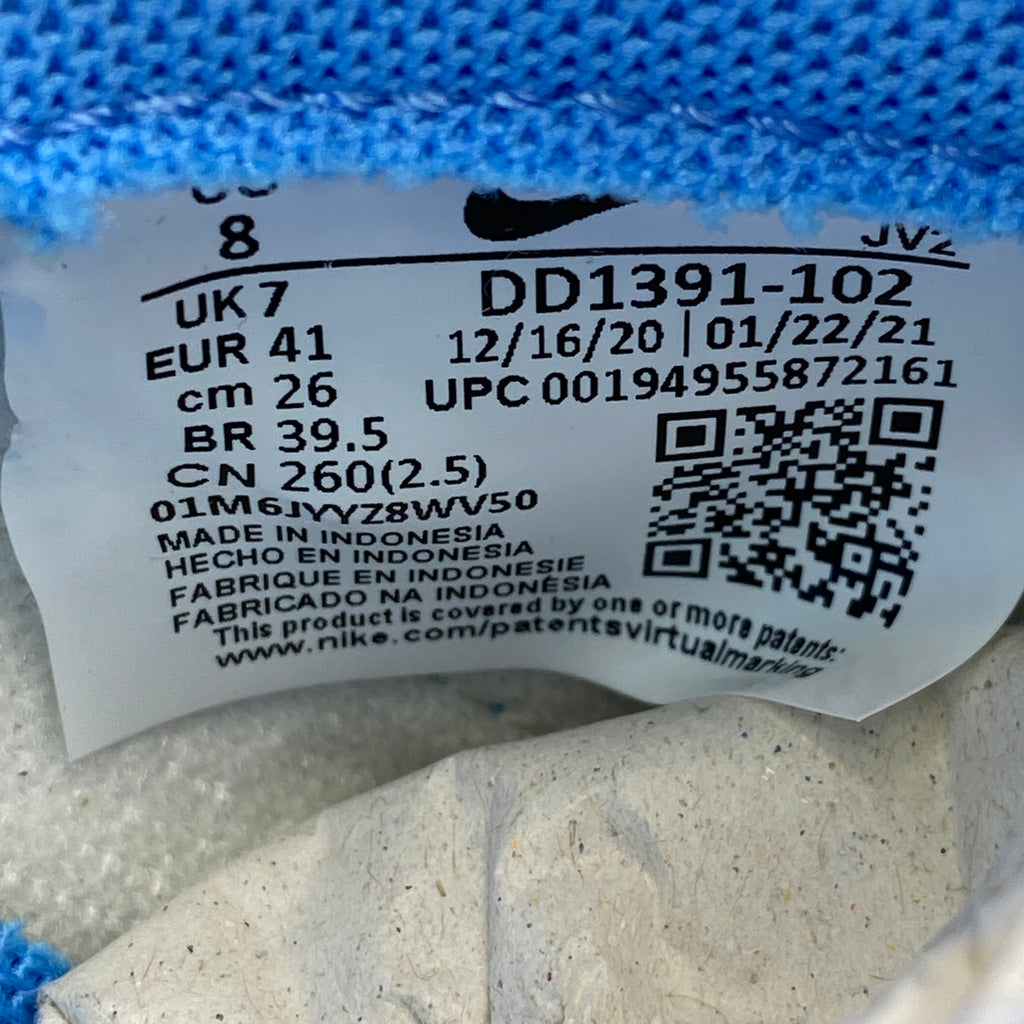 8
JV2
UK 7
DD1391-102
EUR 41
12/16/20 | 01/22/21
cm 26
UPC 00194955872161
BR 39.5
CN 260(2.5)
01M6JYYZ8WV50
MADE IN INDONESIA
HECHO EN INDONESIA
FABRIQUE EN INDONESIE
FABRICADO NA INDONÉSIA
This product is covered by one or more patents:
www.nike.com/patentsvirtualmarking